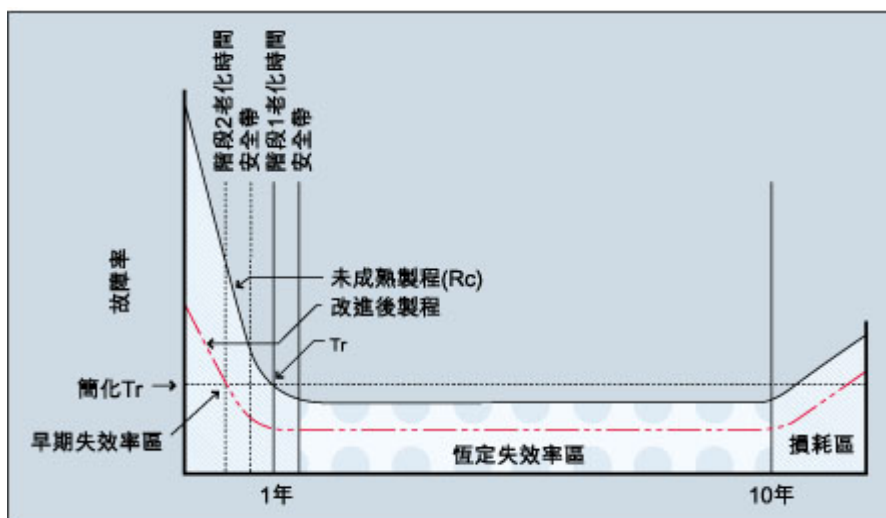 階段2老化時間
安全帶
階段1老化時間
安全帶
故障率
未成熟製程(Rc)
改進後製程
Tr
簡化Tr
早期失效率區
恆定失效率區
損耗區
1年
10年